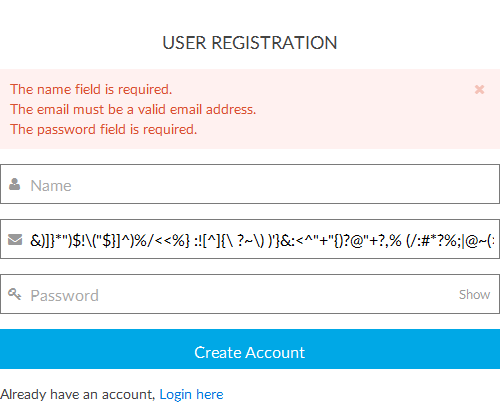 USER REGISTRATION
The name field is required.
The email must be a valid email address.
The password field is required.
Name
&)]}*")$!\("$}]^)%/<<%} :![^]{\ ?~\) )'}&:<^"+"{)?@"+?,% (/:#*?%;|@~(:
Password
Show
Create Account
Already have an account, Login here